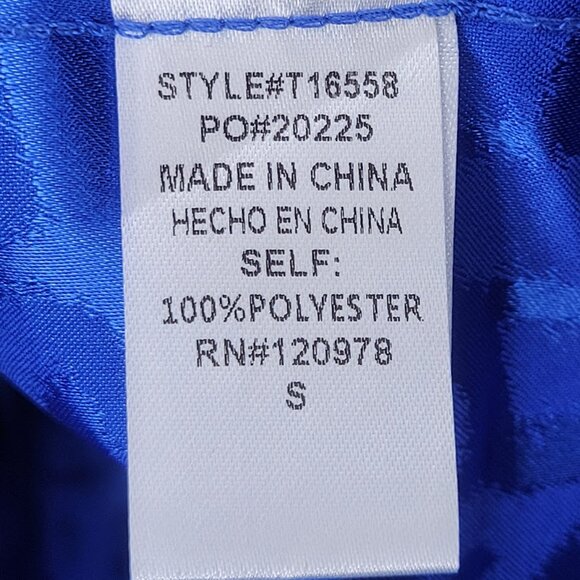 STYLE#T16558
PO#20225
MADE IN CHINA
HECHO EN CHINA
SELF:
100%POLYESTER
RN#120978
S